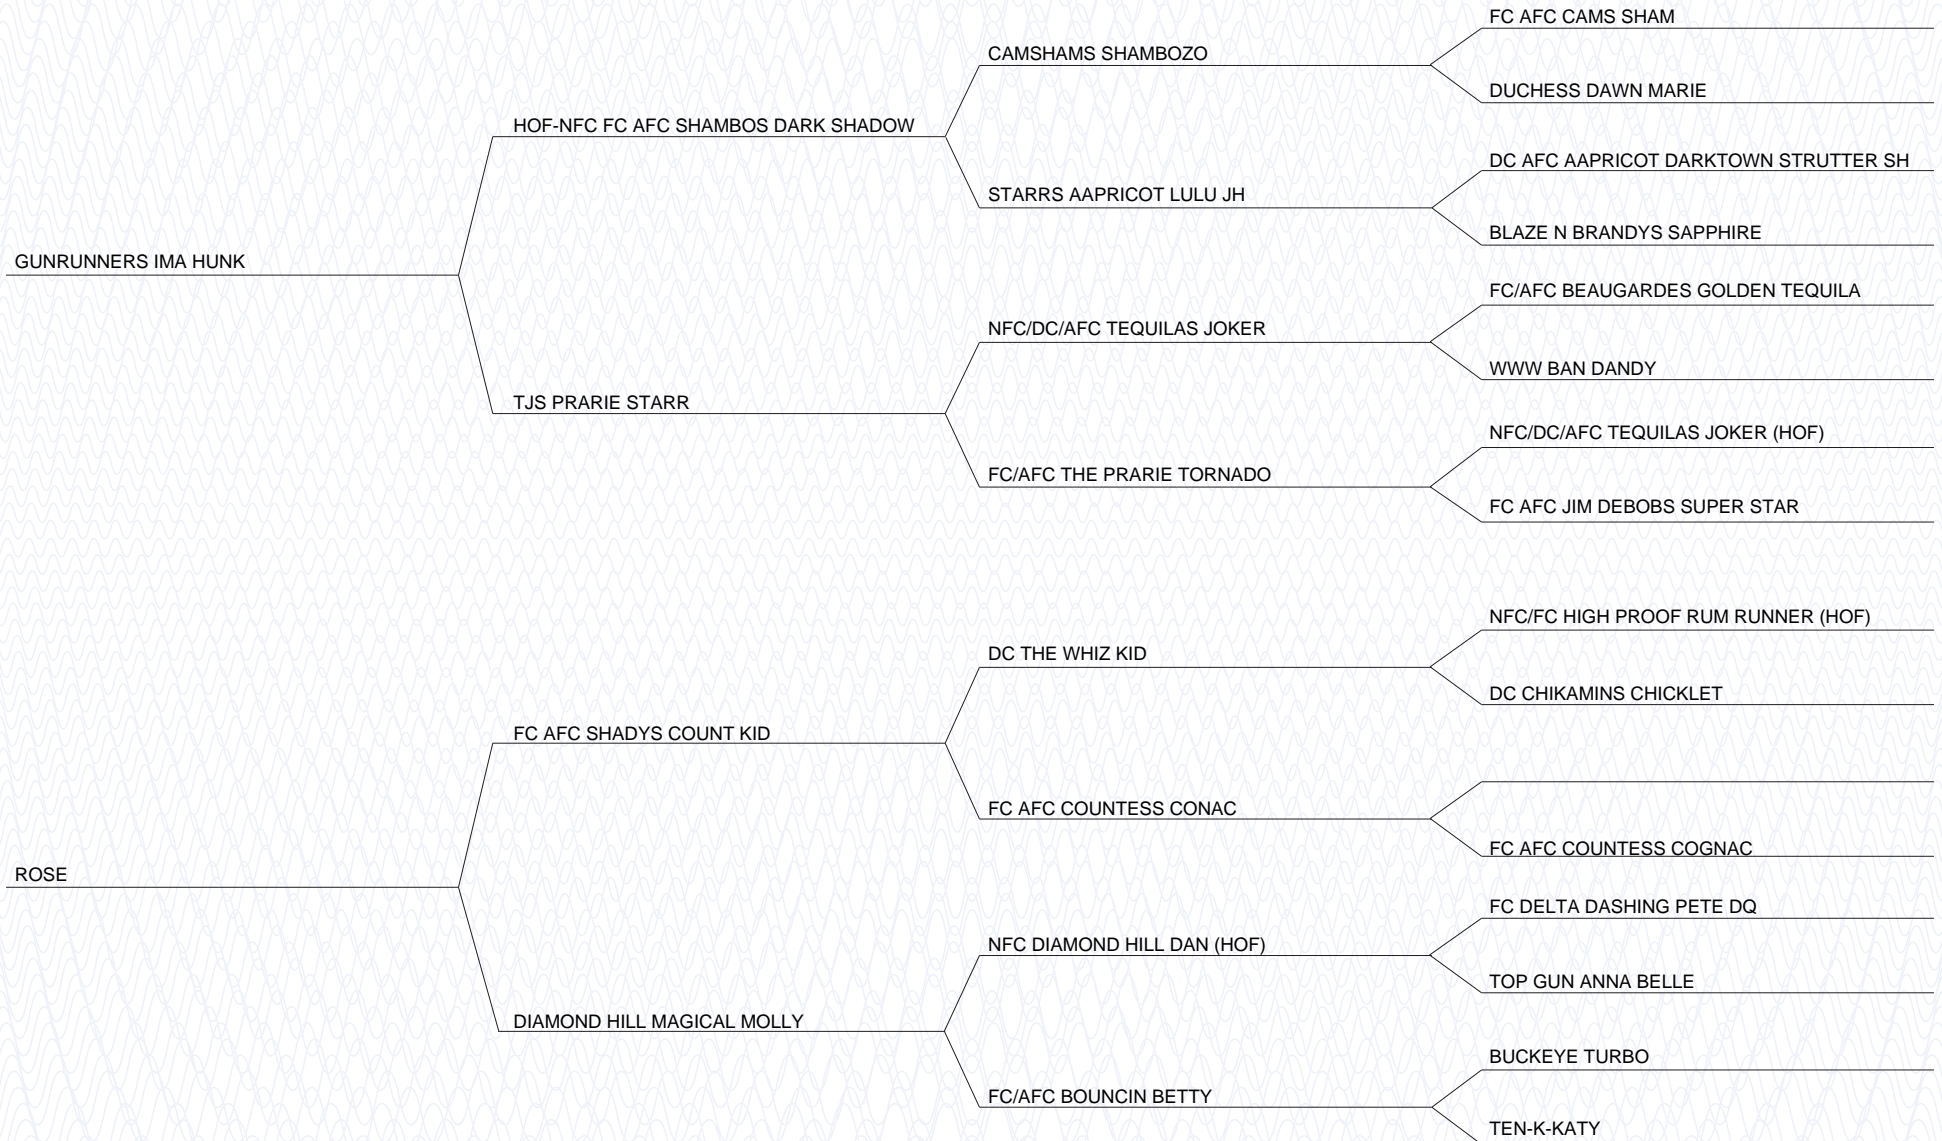 FC AFC CAMS SHAM
CAMSHAMS SHAMBOZO
DUCHESS DAWN MARIE
HOF-NFC FC AFC SHAMBOS DARK SHADOW
DC AFC AAPRICOT DARKTOWN STRUTTER SH
STARRS AAPRICOT LULU JH
BLAZE N BRANDYS SAPPHIRE
GUNRUNNERS IMA HUNK
FC/AFC BEAUGARDES GOLDEN TEQUILA
NFC/DC/AFC TEQUILAS JOKER
WWW BAN DANDY
TJS PRARIE STARR
NFC/DC/AFC TEQUILAS JOKER (HOF)
FC/AFC THE PRARIE TORNADO
FC AFC JIM DEBOBS SUPER STAR
NFC/FC HIGH PROOF RUM RUNNER (HOF)
DC THE WHIZ KID
DC CHIKAMINS CHICKLET
FC AFC SHADYS COUNT KID
FC AFC COUNTESS CONAC
FC AFC COUNTESS COGNAC
ROSE
FC DELTA DASHING PETE DQ
NFC DIAMOND HILL DAN (HOF)
TOP GUN ANNA BELLE
DIAMOND HILL MAGICAL MOLLY
BUCKEYE TURBO
FC/AFC BOUNCIN BETTY
TEN-K-KATY